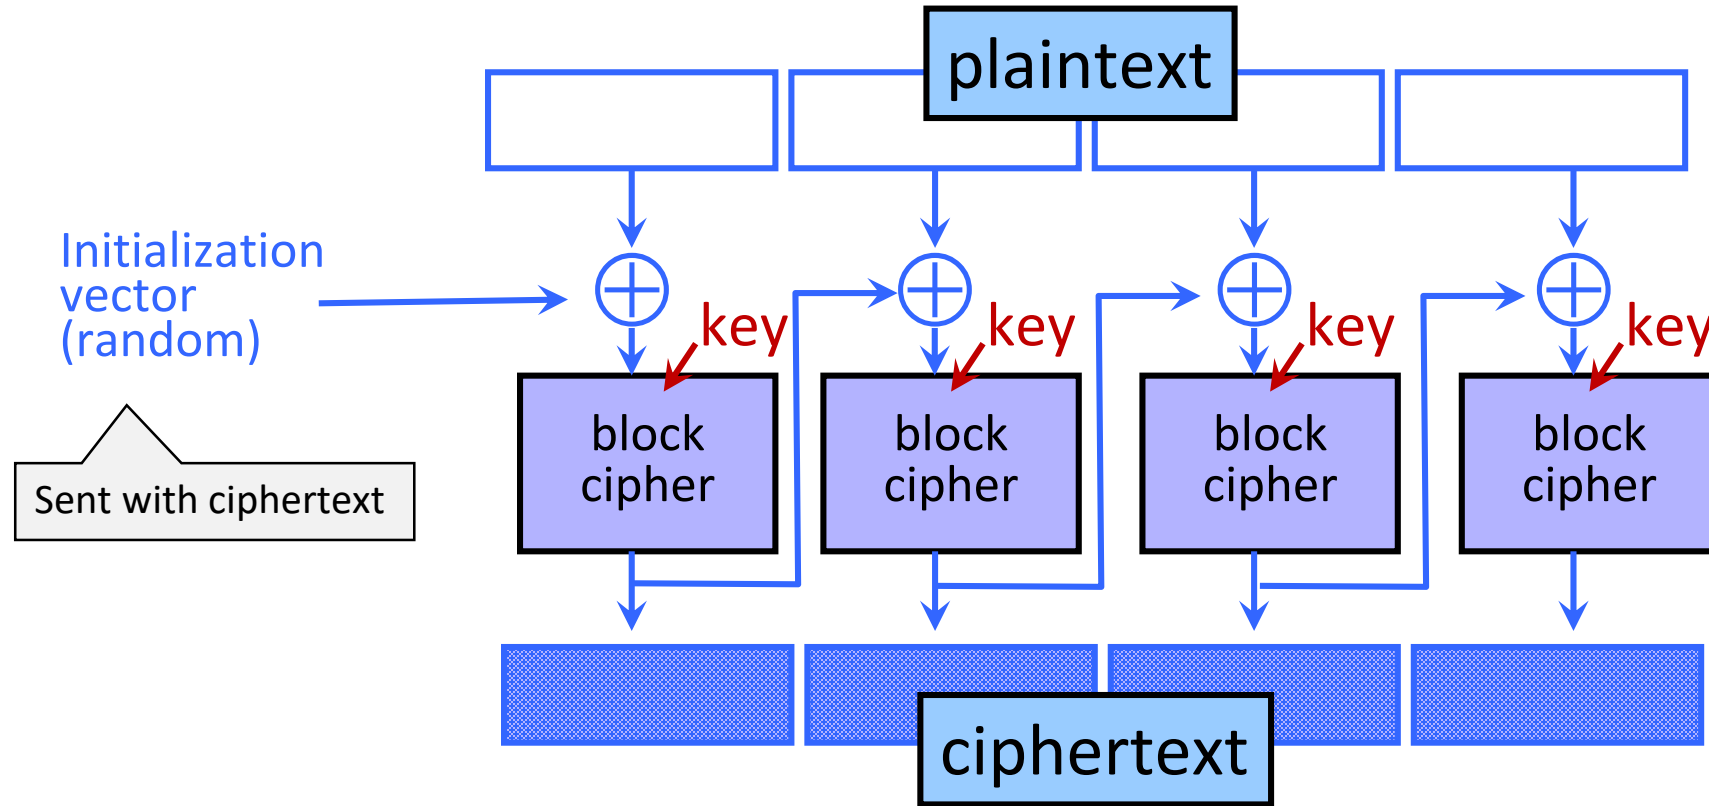 plaintext
Initialization
vector
(random)
key
key
key
key
block
cipher
block
cipher
block
cipher
block
cipher
Sent with ciphertext
ciphertext